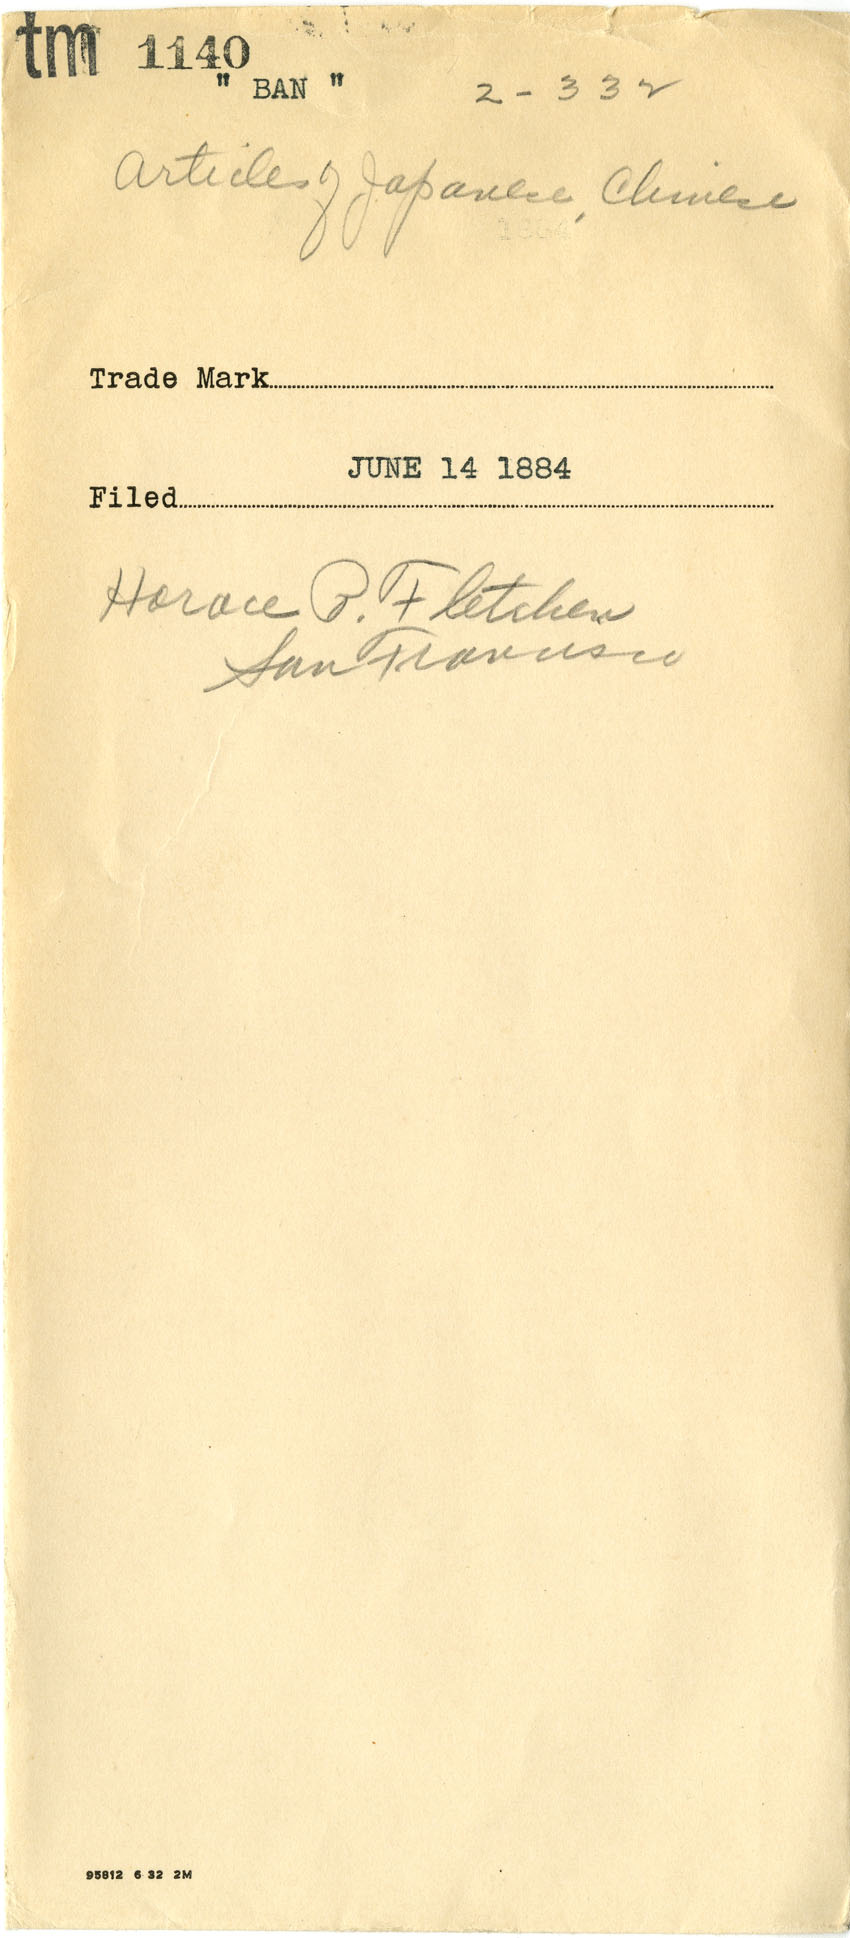 tm 1140
" BAN "
2-332
Articles of Japanese, Chinese
1884
Trade Mark
JUNE 14 1884
Filed
Horace P. Fletcher
San Francisco
95812 6 32 2M